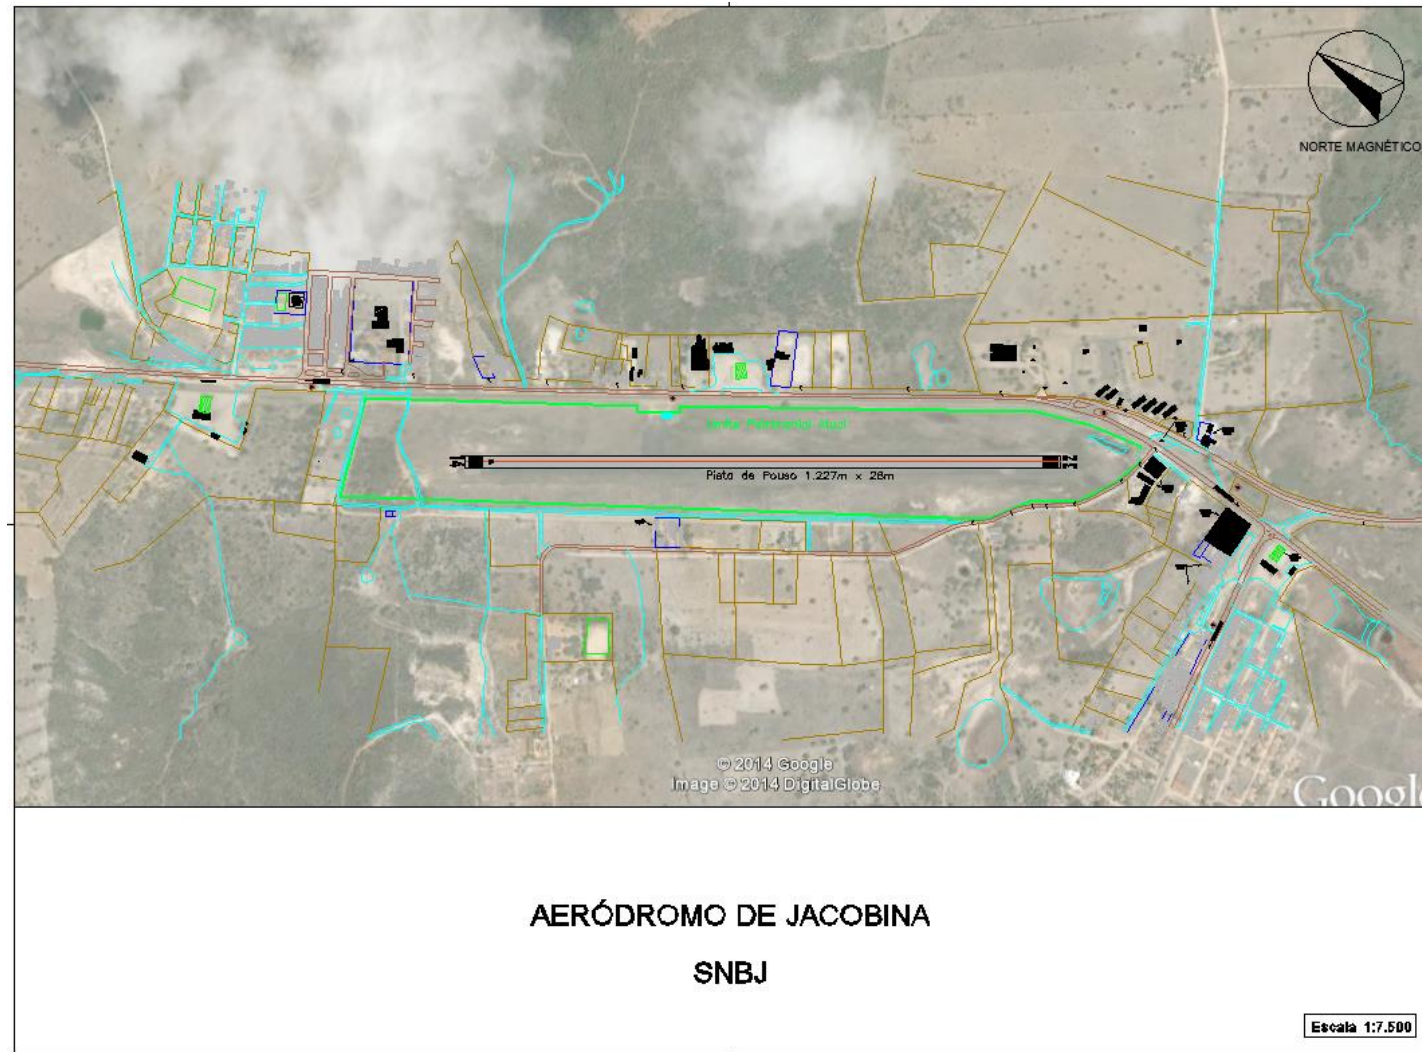 NORTE MAGNÉTICO
Pista de Pouso 1.227m x 28m
© 2014 Google
Image © 2014 DigitalGlobe
Google
AERÓDROMO DE JACOBINA
SNBJ
Escala 1:7.500